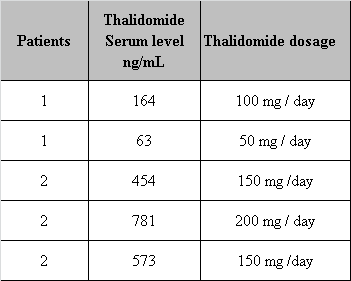 Patients Thalidomide Serum level ng/mL Thalidomide dosage
1 164 100 mg / day
1 63 50 mg / day
2 454 150 mg /day
2 781 200 mg / day
2 573 150 mg /day